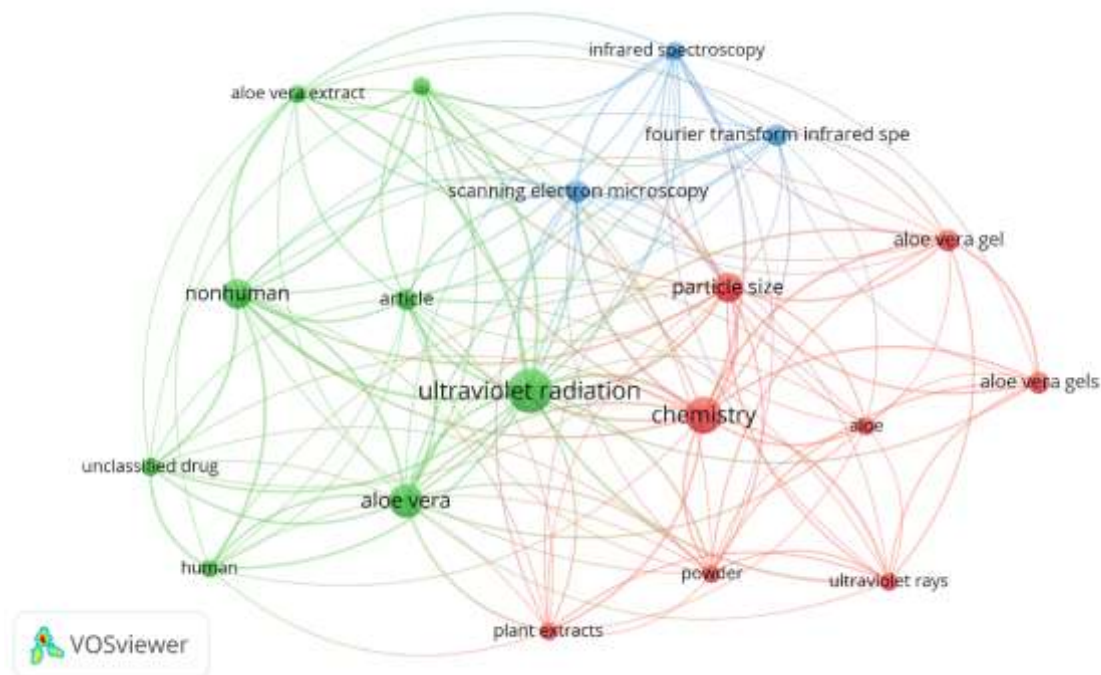 infrared spectroscopy
aloe vera extract
fourier transform infrared spe
scanning electron microscopy
aloe vera gel
nonhuman
article
particle size
ultraviolet radiation
aloe vera gels
chemistry
aloe
unclassified drug
aloe vera
human
powder
ultraviolet rays
plant extracts
VOSviewer